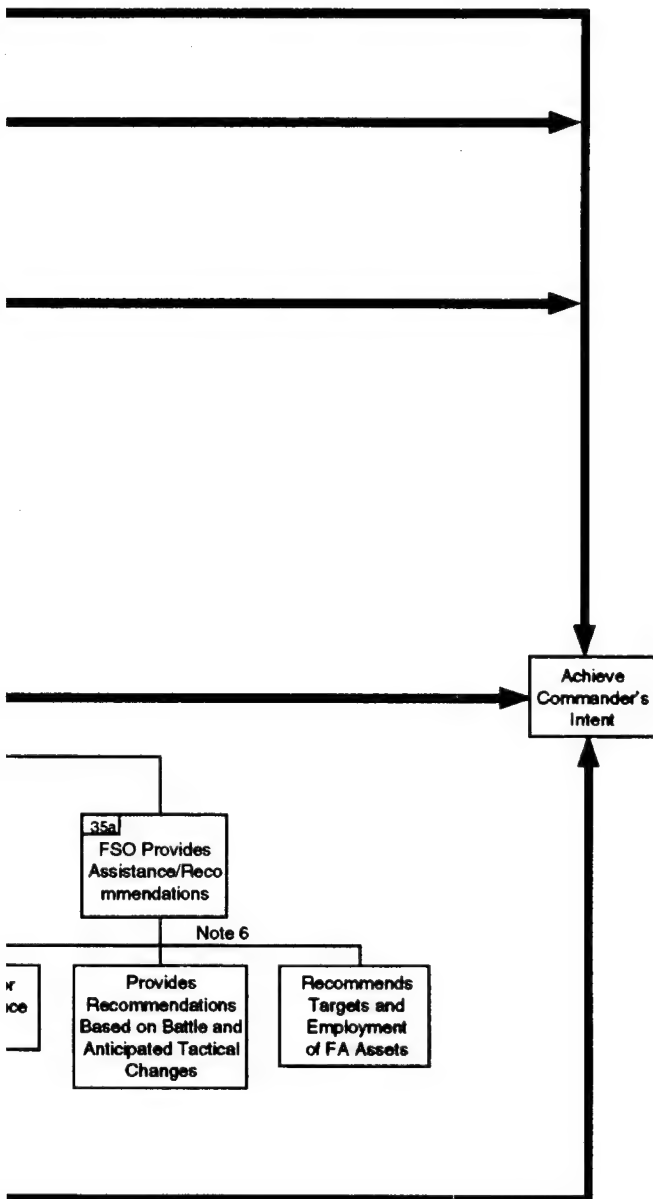 Achieve
Commander's
Intent
35a
FSO Provides
Assistance/Reco
mmendations
Note 6
Provides
Recommendations
Based on Battle and
Anticipated Tactical
Changes
Recommends
Targets and
Employment
of FA Assets